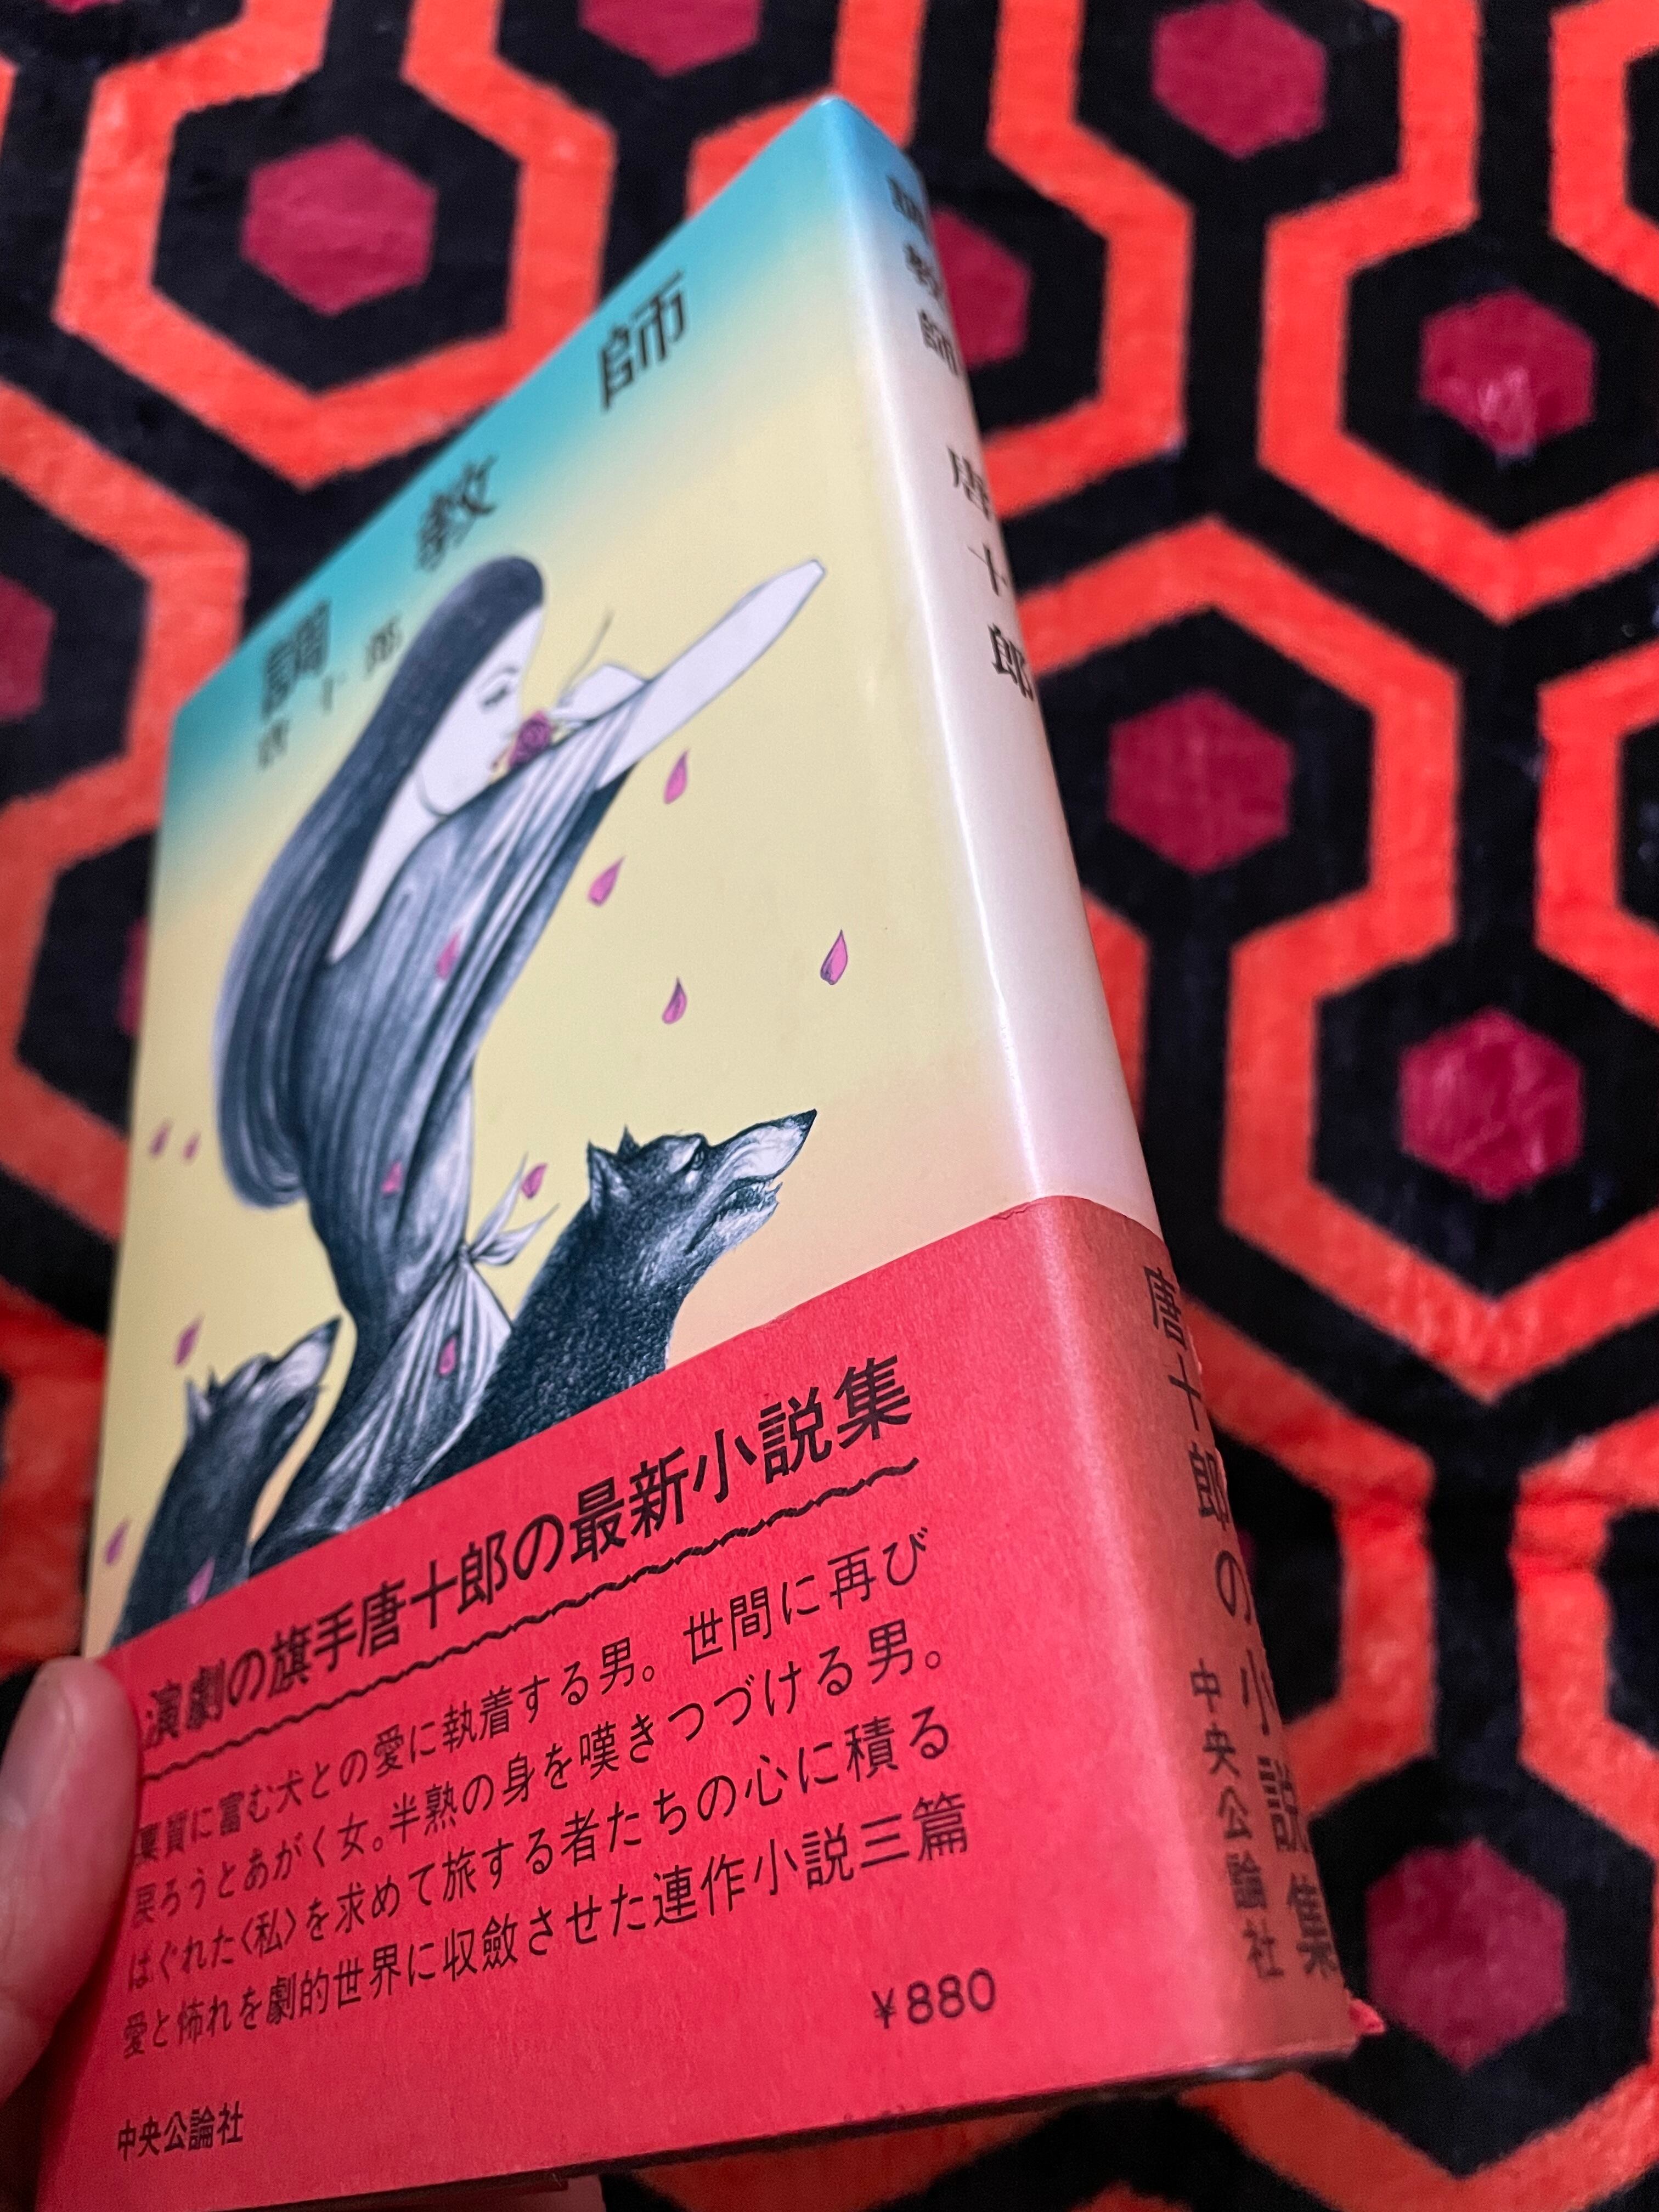 調教師
唐十郎
演劇の旗手唐十郎の最新小説集
稟質に富む犬との愛に執着する男。世間に再び
戻ろうとあがく女。半熟の身を嘆きつづける男。
はぐれた〈私〉を求めて旅する者たちの心に積る
愛と怖れを劇的世界に収斂させた連作小説三篇
¥880
中央公論社
調教師 唐十郎
唐十郎の小説集
中央公論社